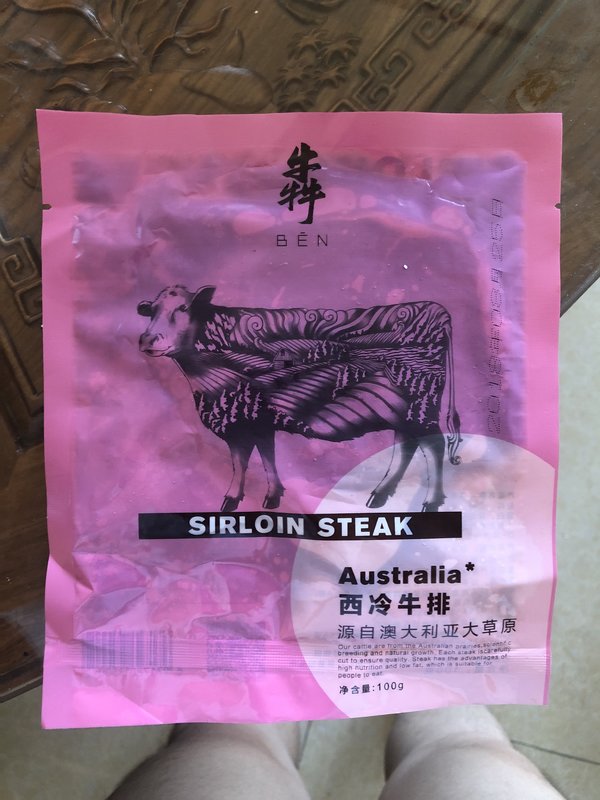 犇
BĒN
SIRLOIN STEAK
Australia*
西冷牛排
源自澳大利亚大草原
Our cattle are from the Australian prairies,scientific
breeding and natural growth. Each steak is carefully
cut to ensure quality. Steak has the advantages of
high nutrition and low fat, which is suitable for
people to eat.
净含量:100g